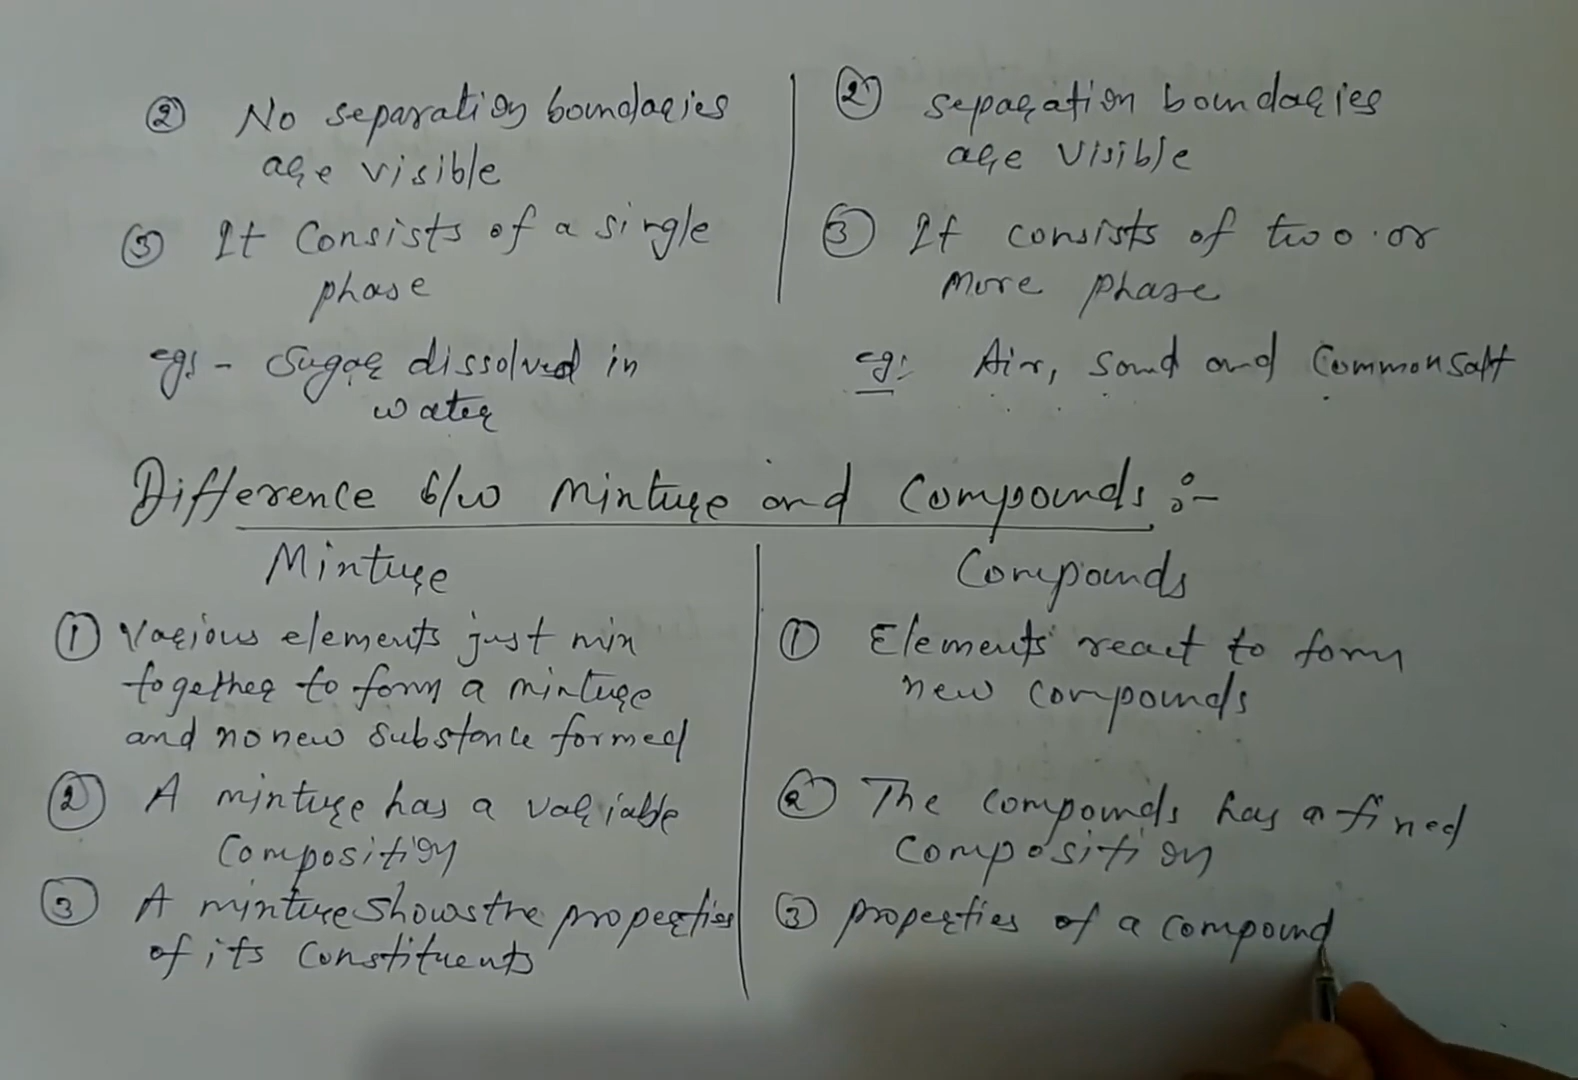 ② No separation boundaries
are visible
③ It consists of a single
phase
eg:- Sugar dissolved in
water
② separation boundaries
are visible
③ It consists of two or
more phase
eg: Air, sand and Common salt
Difference b/w mixture and Compounds :-
Mixture
① Various elements just mix
together to form a mixture
and no new substance formed
② A mixture has a variable
Composition
③ A mixture shows the properties
of its constituents
Compounds
① Elements react to form
new compounds
② The compounds has a fixed
composition
③ properties of a compound